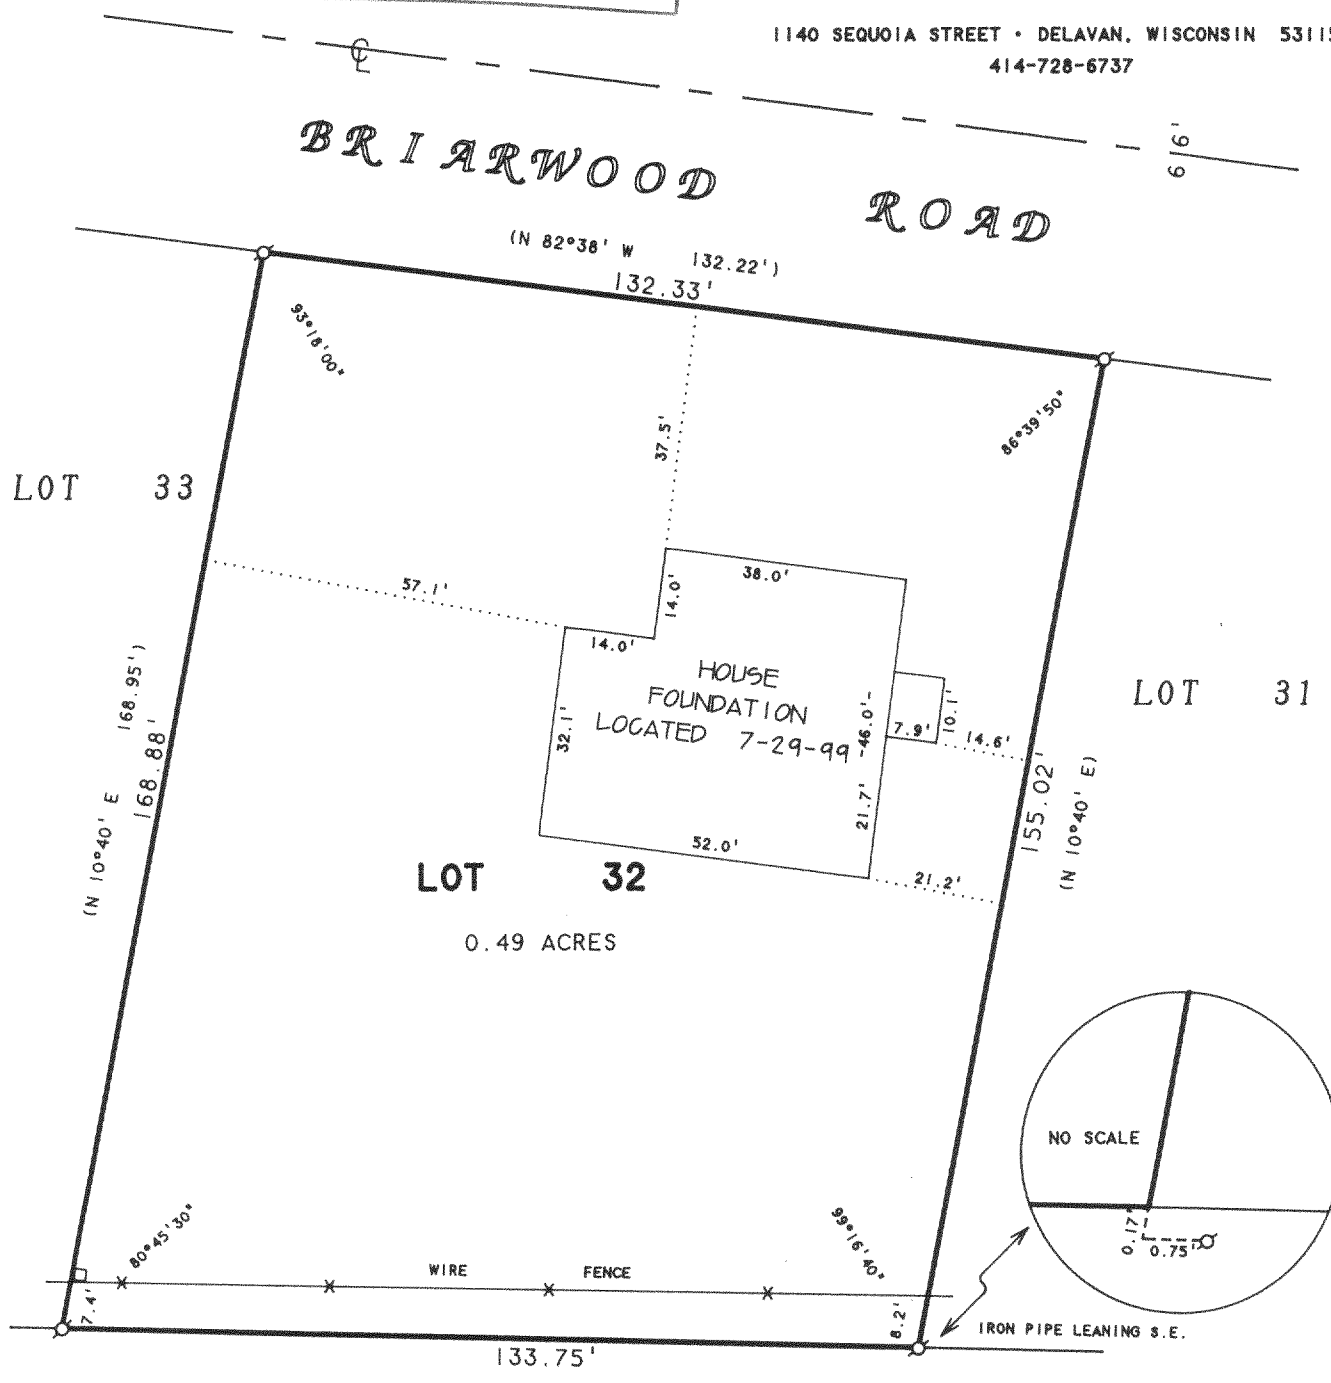 1140 SEQUOIA STREET • DELAVAN, WISCONSIN
414-728-6737
℄
66'
BRIARWOOD ROAD
(N 82°38' W 132.22')
132.33'
93°18'00"
86°39'50"
37.5'
LOT 33
57.1'
38.0'
14.0'
14.0'
HOUSE
FOUNDATION
LOCATED 7-29-99
32.1'
-46.0'-
7.9'
10.1'
14.6'
LOT 31
168.95')
168.88'
(N 10°40' E
21.7'
155.02'
(N 10°40' E)
52.0'
21.2'
LOT 32
0.49 ACRES
NO SCALE
0.17'
0.75'
80°45'30"
99°16'40"
WIRE FENCE
7.4'
8.2'
IRON PIPE LEANING S.E.
133.75'